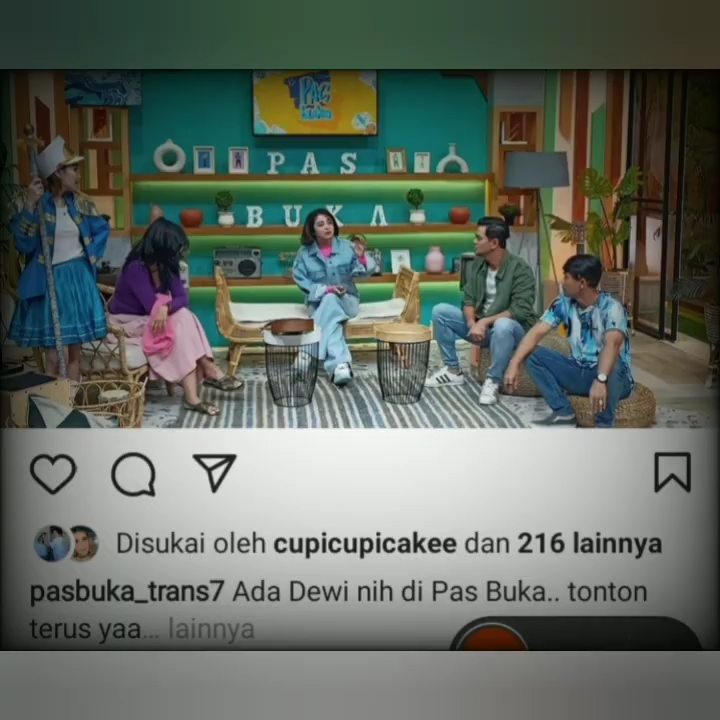 PAS
BUKA
PAS
BUKA
Disukai oleh cupicupicakee dan 216 lainnya
pasbuka_trans7 Ada Dewi nih di Pas Buka.. tonton
terus yaa... lainnya